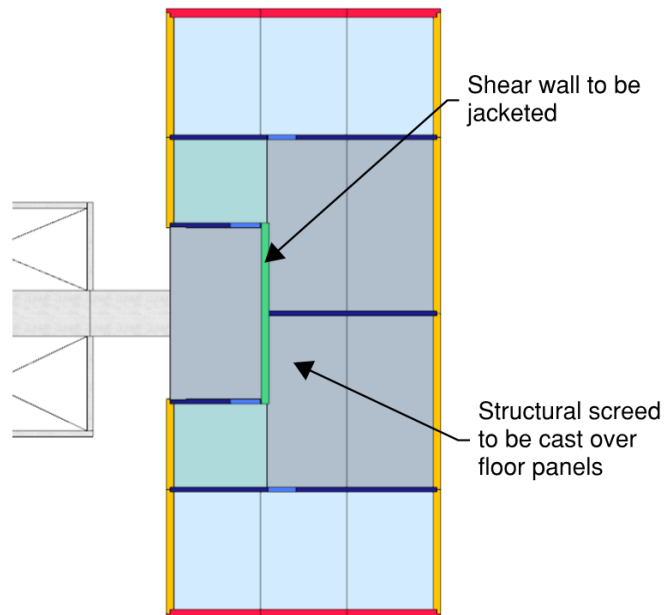 Shear wall to be
jacketed
Structural screed
to be cast over
floor panels